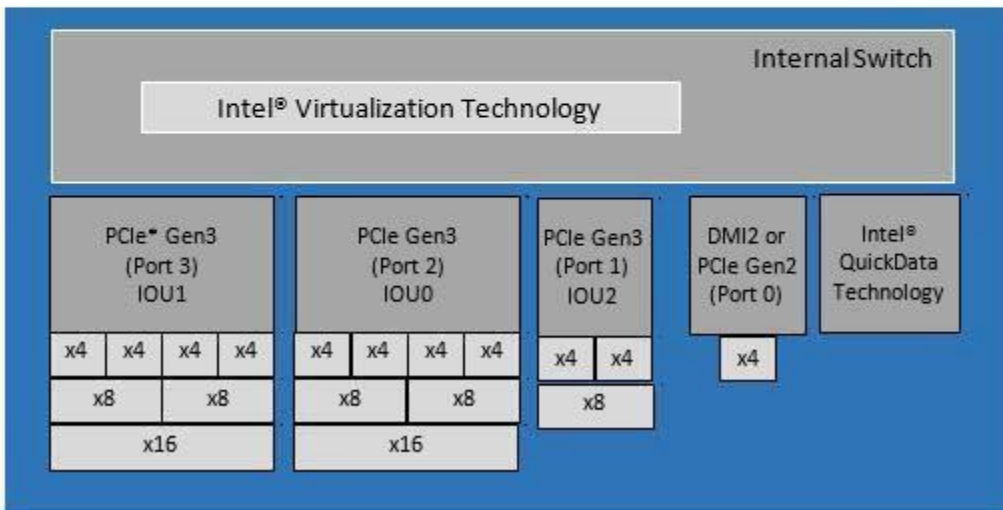 Internal Switch
Intel® Virtualization Technology
PCIe* Gen3
(Port 3)
IOU1
PCIe Gen3
(Port 2)
IOU0
PCIe Gen3
(Port 1)
IOU2
DMI2 or
PCIe Gen2
(Port 0)
Intel®
QuickData
Technology
x4 x4 x4 x4
x8 x8
x16
x4 x4 x4 x4
x8 x8
x16
x4 x4
x8
x4